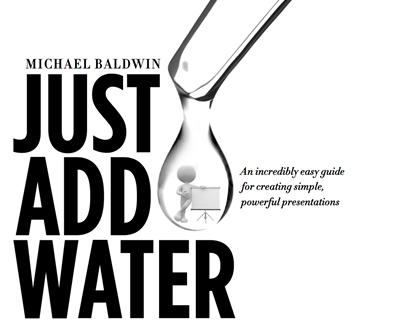 MICHAEL BALDWIN
JUST
ADD
WATER
An incredibly easy guide
for creating simple,
powerful presentations